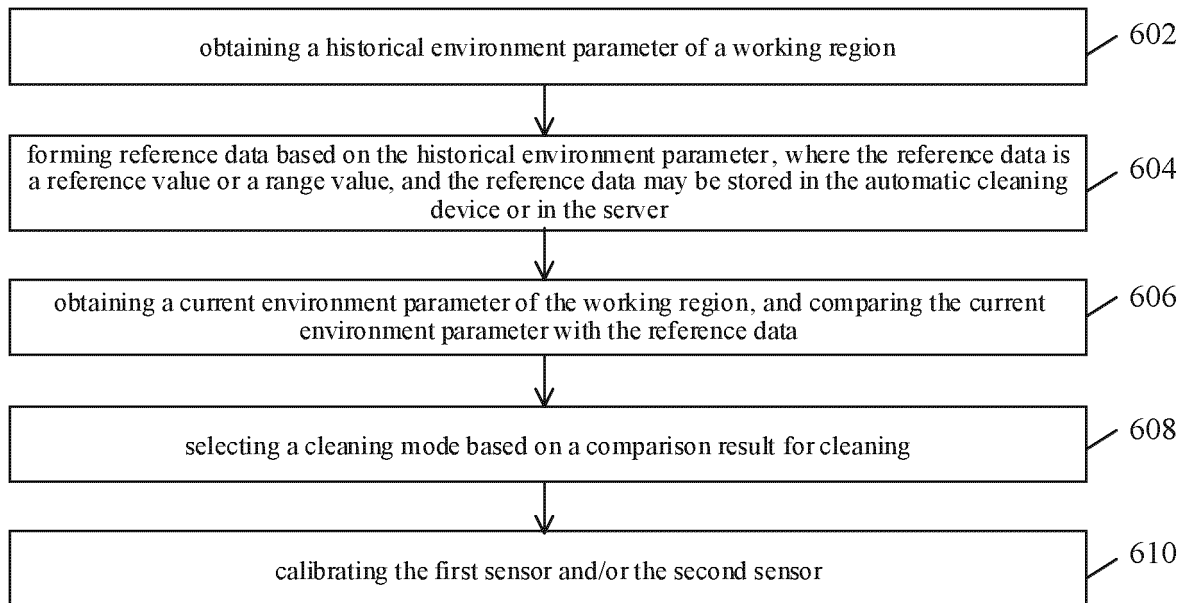 obtaining a historical environment parameter of a working region
602
forming reference data based on the historical environment parameter, where the reference data is
a reference value or a range value, and the reference data may be stored in the automatic cleaning
device or in the server
604
obtaining a current environment parameter of the working region, and comparing the current
environment parameter with the reference data
606
selecting a cleaning mode based on a comparison result for cleaning
608
calibrating the first sensor and/or the second sensor
610